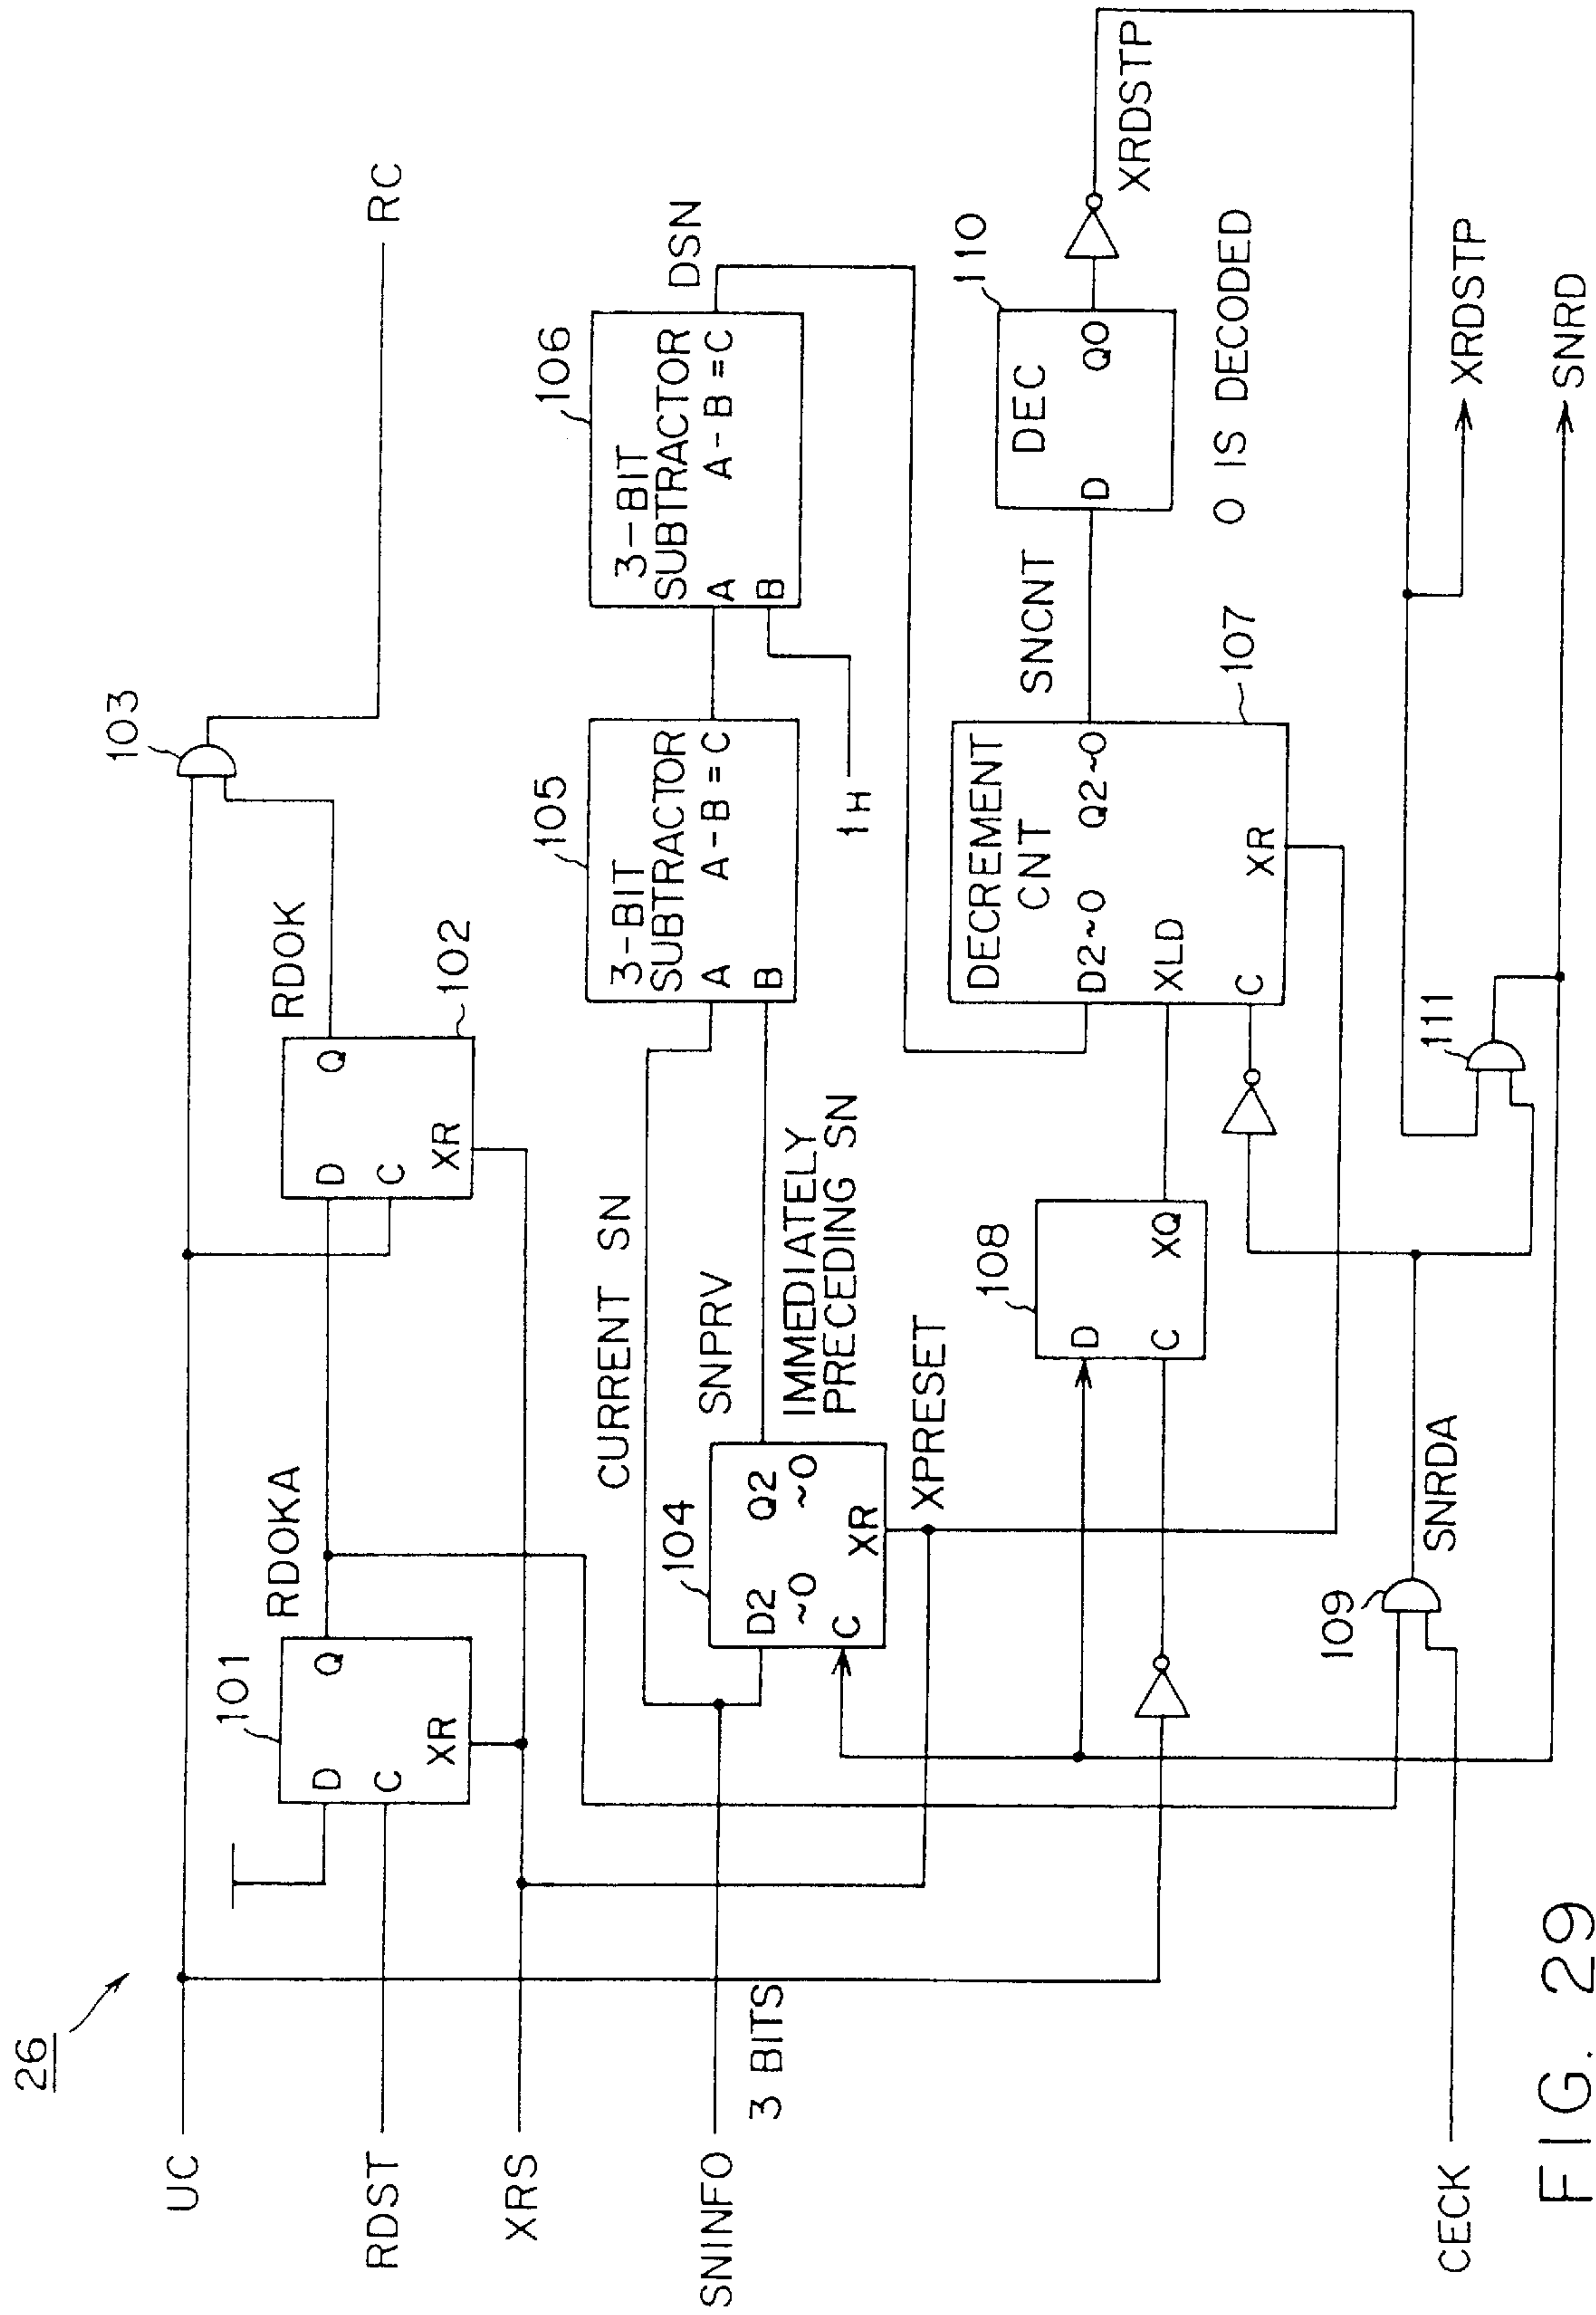 26
UC
RDST
XRS
SNINFO
3 BITS
CECK
101
D
Q
C
XR
RDOKA
102
D
Q
C
XR
RDOK
103
RC
104
D2
~0
Q2
~0
C
XR
CURRENT SN
SNPRV
IMMEDIATELY
PRECEDING SN
XPRESET
105
3-BIT
SUBTRACTOR
A
A-B=C
B
1H
106
3-BIT
SUBTRACTOR
A
A-B=C
B
DSN
107
DECREMENT
CNT
D2~0
Q2~0
XLD
C
XR
SNCNT
108
D
C
XQ
109
SNRDA
110
DEC
D
Q0
0 IS DECODED
XRDSTP
111
XRDSTP
SNRD
FIG. 29